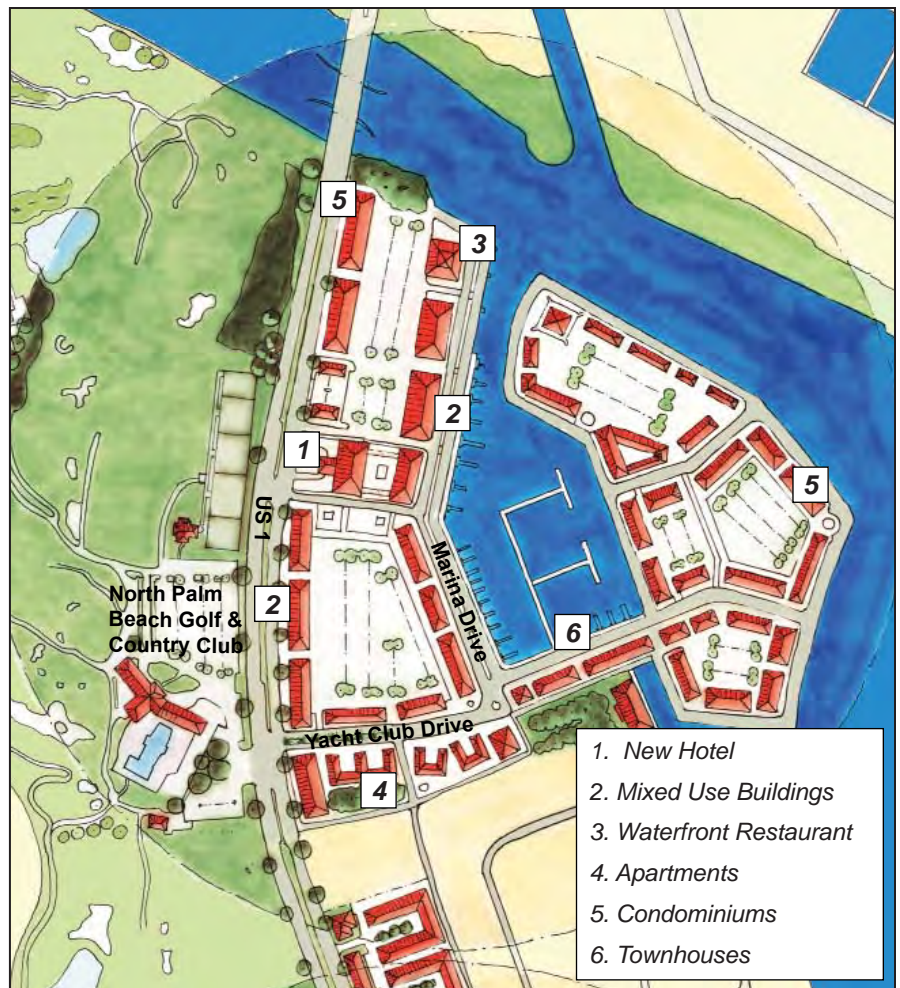 5
3
2
1
5
US 1
Marina Drive
North Palm
Beach Golf &
Country Club
2
6
Yacht Club Drive
4
1. New Hotel
2. Mixed Use Buildings
3. Waterfront Restaurant
4. Apartments
5. Condominiums
6. Townhouses